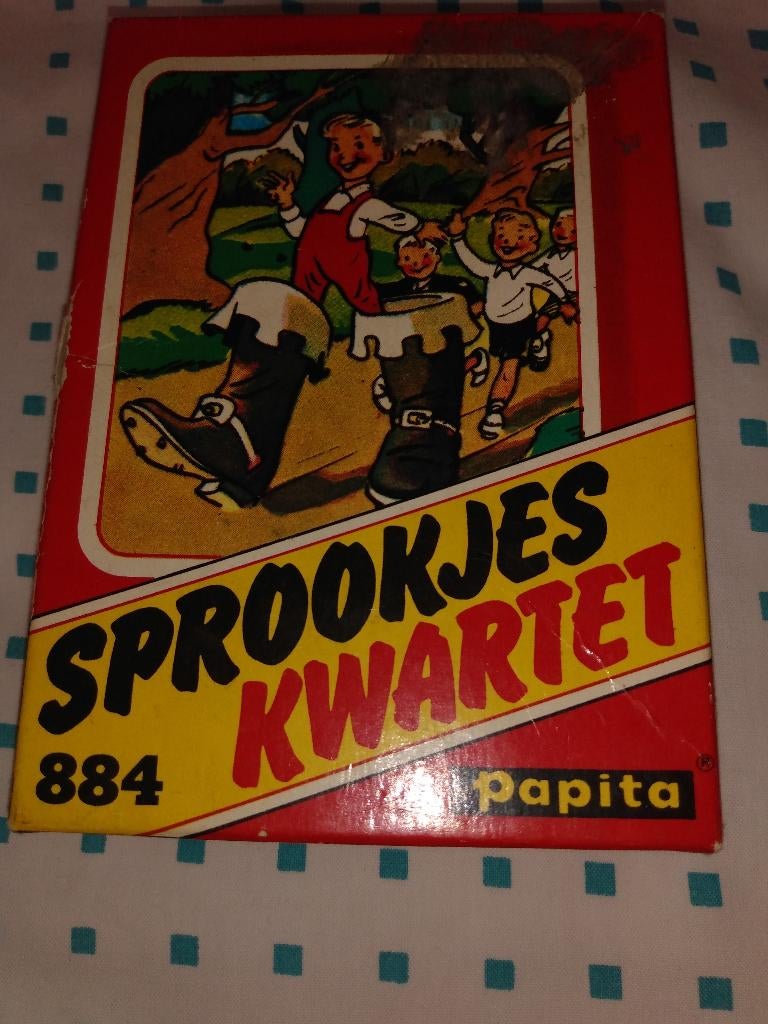 SPROOKJES
KWARTET
884
papita ®